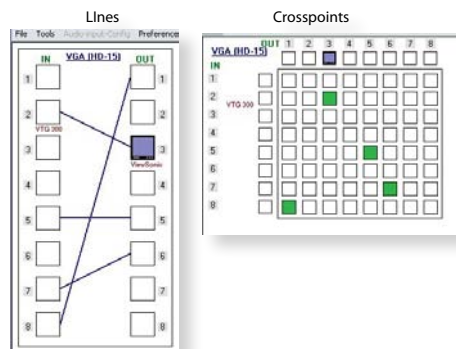 LInes
File Tools Audio-Input-Config Preference
VGA (HD-15)
IN OUT
1 1
2 2
VTG 300
3 3
ViewSonic
4 4
5 5
6 6
7 7
8 8
Crosspoints
OUT 1 2 3 4 5 6 7 8
VGA (HD-15)
IN
1
2
VTG 300
3
4
5
6
7
8